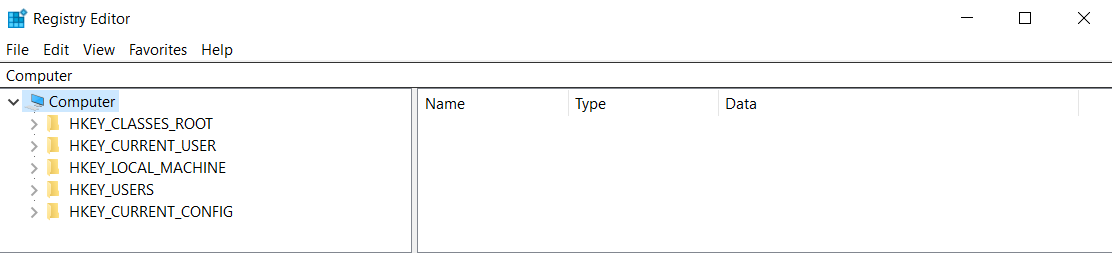 Registry Editor
File Edit View Favorites Help
Computer
Computer
HKEY_CLASSES_ROOT
HKEY_CURRENT_USER
HKEY_LOCAL_MACHINE
HKEY_USERS
HKEY_CURRENT_CONFIG
Name Type Data